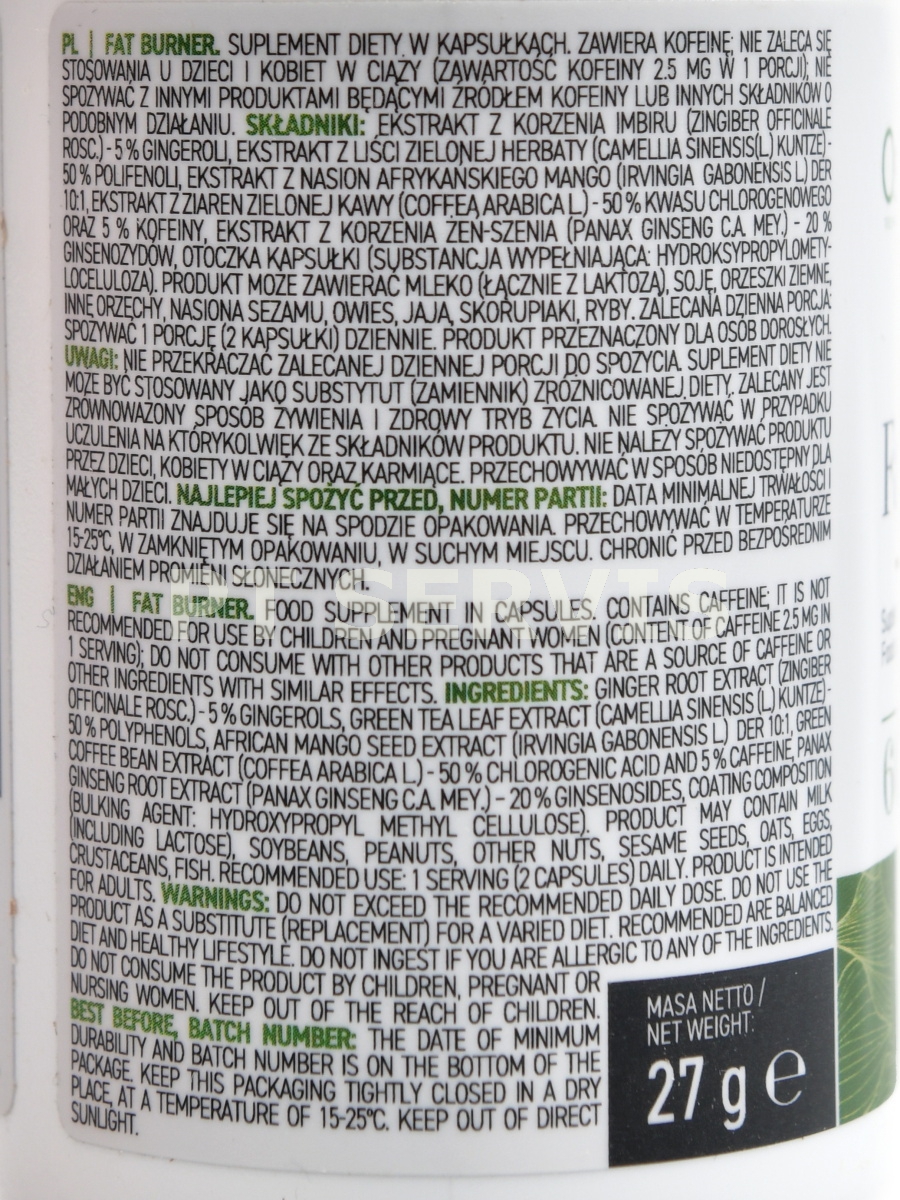 PL | FAT BURNER. SUPLEMENT DIETY W KAPSUŁKACH. ZAWIERA KOFEINĘ; NIE ZALECA SIĘ
STOSOWANIA U DZIECI I KOBIET W CIĄŻY (ZAWARTOŚĆ KOFEINY 2.5 MG W 1 PORCJI); NIE
SPOŻYWAĆ Z INNYMI PRODUKTAMI BĘDĄCYMI ŹRÓDŁEM KOFEINY LUB INNYCH SKŁADNIKÓW O
PODOBNYM DZIAŁANIU. SKŁADNIKI: EKSTRAKT Z KORZENIA IMBIRU (ZINGIBER OFFICINALE
ROSC.) - 5 % GINGEROLI, EKSTRAKT Z LIŚCI ZIELONEJ HERBATY (CAMELLIA SINENSIS(L) KUNTZE) -
50 % POLIFENOLI, EKSTRAKT Z NASION AFRYKAŃSKIEGO MANGO (IRVINGIA GABONENSIS L.) DER
10:1, EKSTRAKT Z ZIAREN ZIELONEJ KAWY (COFFEA ARABICA L.) - 50 % KWASU CHLOROGENOWEGO
ORAZ 5 % KOFEINY, EKSTRAKT Z KORZENIA ŻEŃ-SZENIA (PANAX GINSENG C.A. MEY.) - 20 %
GINSENOZYDÓW, OTOCZKA KAPSUŁKI (SUBSTANCJA WYPEŁNIAJĄCA: HYDROKSYPROPYLOMETY-
LOCELULOZA). PRODUKT MOŻE ZAWIERAĆ MLEKO (ŁĄCZNIE Z LAKTOZĄ), SOJĘ, ORZESZKI ZIEMNE,
INNE ORZECHY, NASIONA SEZAMU, OWIES, JAJA, SKORUPIAKI, RYBY. ZALECANA DZIENNA PORCJA:
SPOŻYWAĆ 1 PORCJĘ (2 KAPSUŁKI) DZIENNIE. PRODUKT PRZEZNACZONY DLA OSÓB DOROSŁYCH.
UWAGI: NIE PRZEKRACZAĆ ZALECANEJ DZIENNEJ PORCJI DO SPOŻYCIA. SUPLEMENT DIETY NIE
MOŻE BYĆ STOSOWANY JAKO SUBSTYTUT (ZAMIENNIK) ZRÓŻNICOWANEJ DIETY. ZALECANY JEST
ZRÓWNOWAŻONY SPOSÓB ŻYWIENIA I ZDROWY TRYB ŻYCIA. NIE SPOŻYWAĆ W PRZYPADKU
UCZULENIA NA KTÓRYKOLWIEK ZE SKŁADNIKÓW PRODUKTU. NIE NALEŻY SPOŻYWAĆ PRODUKTU
PRZEZ DZIECI, KOBIETY W CIĄŻY ORAZ KARMIĄCE. PRZECHOWYWAĆ W SPOSÓB NIEDOSTĘPNY DLA
MAŁYCH DZIECI. NAJLEPIEJ SPOŻYĆ PRZED, NUMER PARTII: DATA MINIMALNEJ TRWAŁOŚCI I
NUMER PARTII ZNAJDUJE SIĘ NA SPODZIE OPAKOWANIA. PRZECHOWYWAĆ W TEMPERATURZE
15-25°C, W ZAMKNIĘTYM OPAKOWANIU, W SUCHYM MIEJSCU. CHRONIĆ PRZED BEZPOŚREDNIM
DZIAŁANIEM PROMIENI SŁONECZNYCH.
ENG | FAT BURNER. FOOD SUPPLEMENT IN CAPSULES. CONTAINS CAFFEINE; IT IS NOT
RECOMMENDED FOR USE BY CHILDREN AND PREGNANT WOMEN (CONTENT OF CAFFEINE 2.5 MG IN
1 SERVING); DO NOT CONSUME WITH OTHER PRODUCTS THAT ARE A SOURCE OF CAFFEINE OR
OTHER INGREDIENTS WITH SIMILAR EFFECTS. INGREDIENTS: GINGER ROOT EXTRACT (ZINGIBER
OFFICINALE ROSC.) - 5 % GINGEROLS, GREEN TEA LEAF EXTRACT (CAMELLIA SINENSIS (L.) KUNTZE) -
50 % POLYPHENOLS, AFRICAN MANGO SEED EXTRACT (IRVINGIA GABONENSIS L.) DER 10:1, GREEN
COFFEE BEAN EXTRACT (COFFEA ARABICA L.) - 50 % CHLOROGENIC ACID AND 5 % CAFFEINE, PANAX
GINSENG ROOT EXTRACT (PANAX GINSENG C.A. MEY.) – 20 % GINSENOSIDES, COATING COMPOSITION
(BULKING AGENT: HYDROXYPROPYL METHYL CELLULOSE). PRODUCT MAY CONTAIN MILK
(INCLUDING LACTOSE), SOYBEANS, PEANUTS, OTHER NUTS, SESAME SEEDS, OATS, EGGS,
CRUSTACEANS, FISH. RECOMMENDED USE: 1 SERVING (2 CAPSULES) DAILY. PRODUCT IS INTENDED
FOR ADULTS. WARNINGS: DO NOT EXCEED THE RECOMMENDED DAILY DOSE. DO NOT USE THE
PRODUCT AS A SUBSTITUTE (REPLACEMENT) FOR A VARIED DIET. RECOMMENDED ARE BALANCED
DIET AND HEALTHY LIFESTYLE. DO NOT INGEST IF YOU ARE ALLERGIC TO ANY OF THE INGREDIENTS.
DO NOT CONSUME THE PRODUCT BY CHILDREN, PREGNANT OR
NURSING WOMEN. KEEP OUT OF THE REACH OF CHILDREN.
BEST BEFORE, BATCH NUMBER: THE DATE OF MINIMUM
DURABILITY AND BATCH NUMBER IS ON THE BOTTOM OF THE
PACKAGE. KEEP THIS PACKAGING TIGHTLY CLOSED IN A DRY
PLACE, AT A TEMPERATURE OF 15-25°C. KEEP OUT OF DIRECT
SUNLIGHT.
MASA NETTO /
NET WEIGHT:
27 g ℮